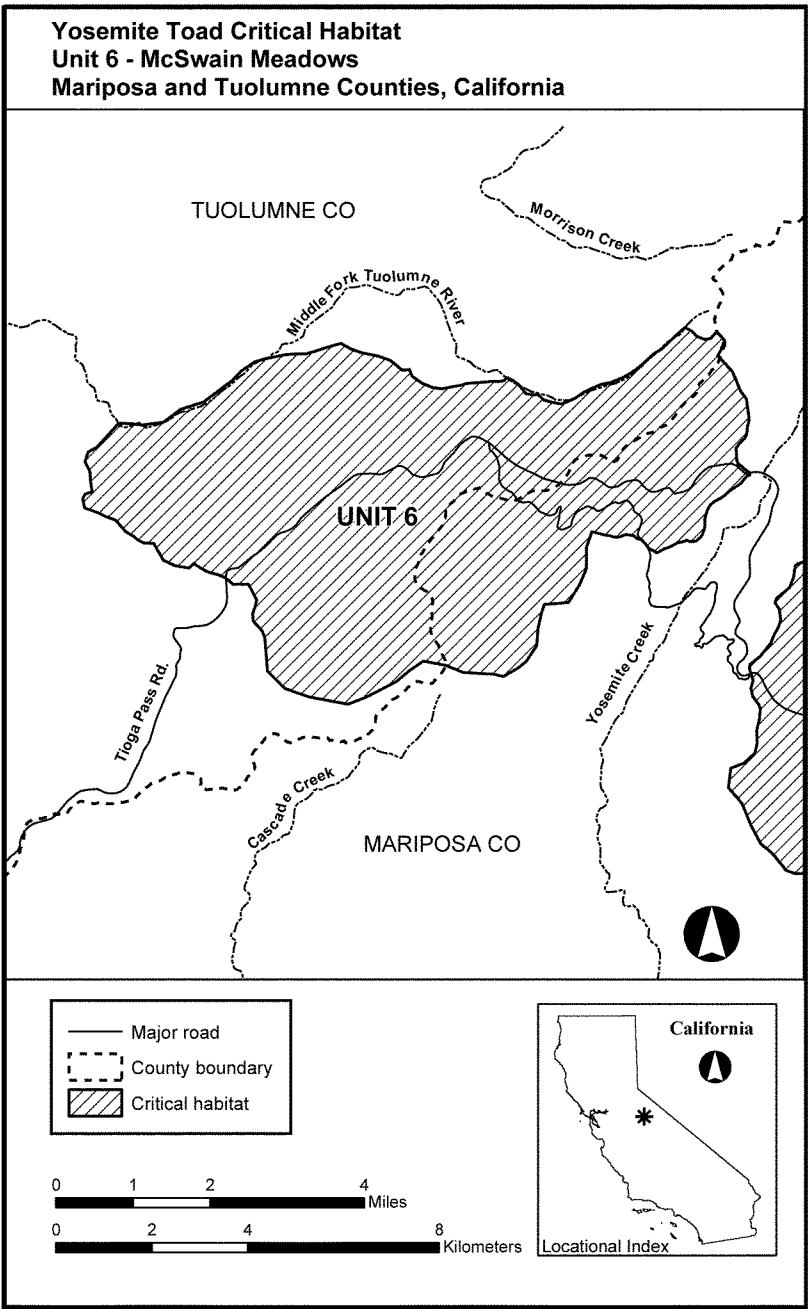 Yosemite Toad Critical Habitat
Unit 6 - McSwain Meadows
Mariposa and Tuolumne Counties, California
TUOLUMNE CO
Morrison Creek
Middle Fork Tuolumne River
UNIT 6
Yosemite Creek
Tioga Pass Rd.
Cascade Creek
MARIPOSA CO
Major road
County boundary
Critical habitat
0 1 2 4
Miles
0 2 4 8
Kilometers
California
Locational Index